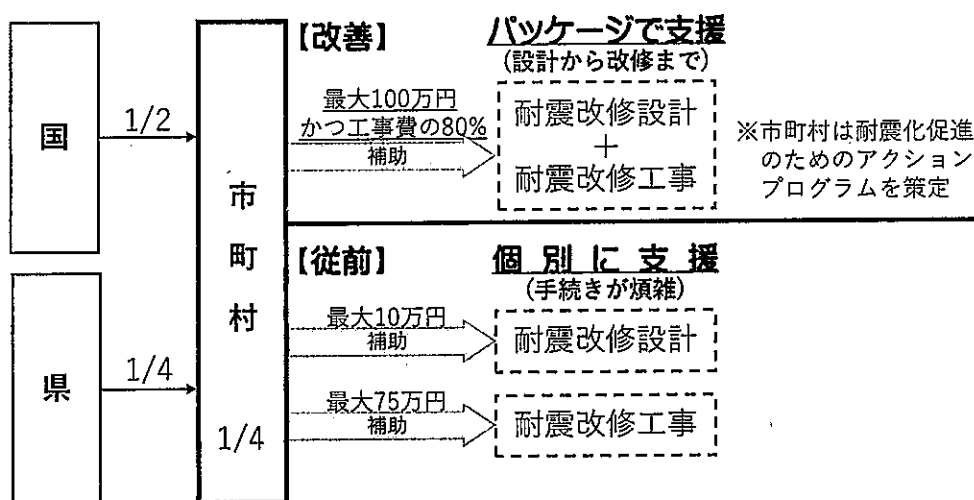 国
1/2
県
1/4
市
町
村
1/4
【改善】
パッケージで支援
(設計から改修まで)
最大100万円
かつ工事費の80%
補助
耐震改修設計
+
耐震改修工事
※市町村は耐震化促進
のためのアクション
プログラムを策定
【従前】
個別に支援
(手続きが煩雑)
最大10万円
補助
耐震改修設計
最大75万円
補助
耐震改修工事